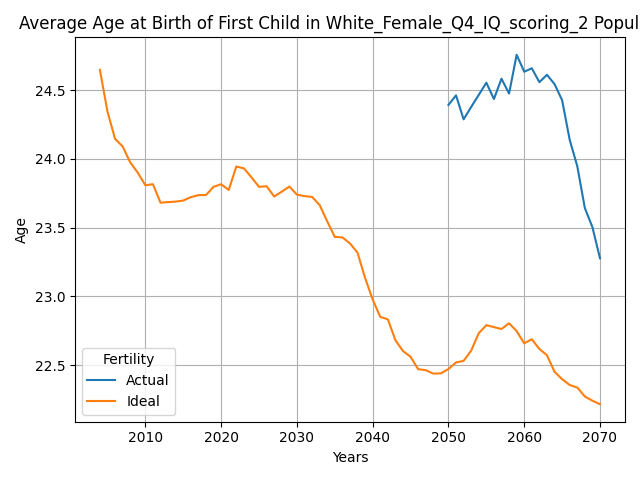 Average Age at Birth of First Child in White_Female_Q4_IQ_scoring_2 Popul
24.5
24.0
23.5
23.0
22.5
Age
Fertility
Actual
Ideal
2010 2020 2030 2040 2050 2060 2070
Years